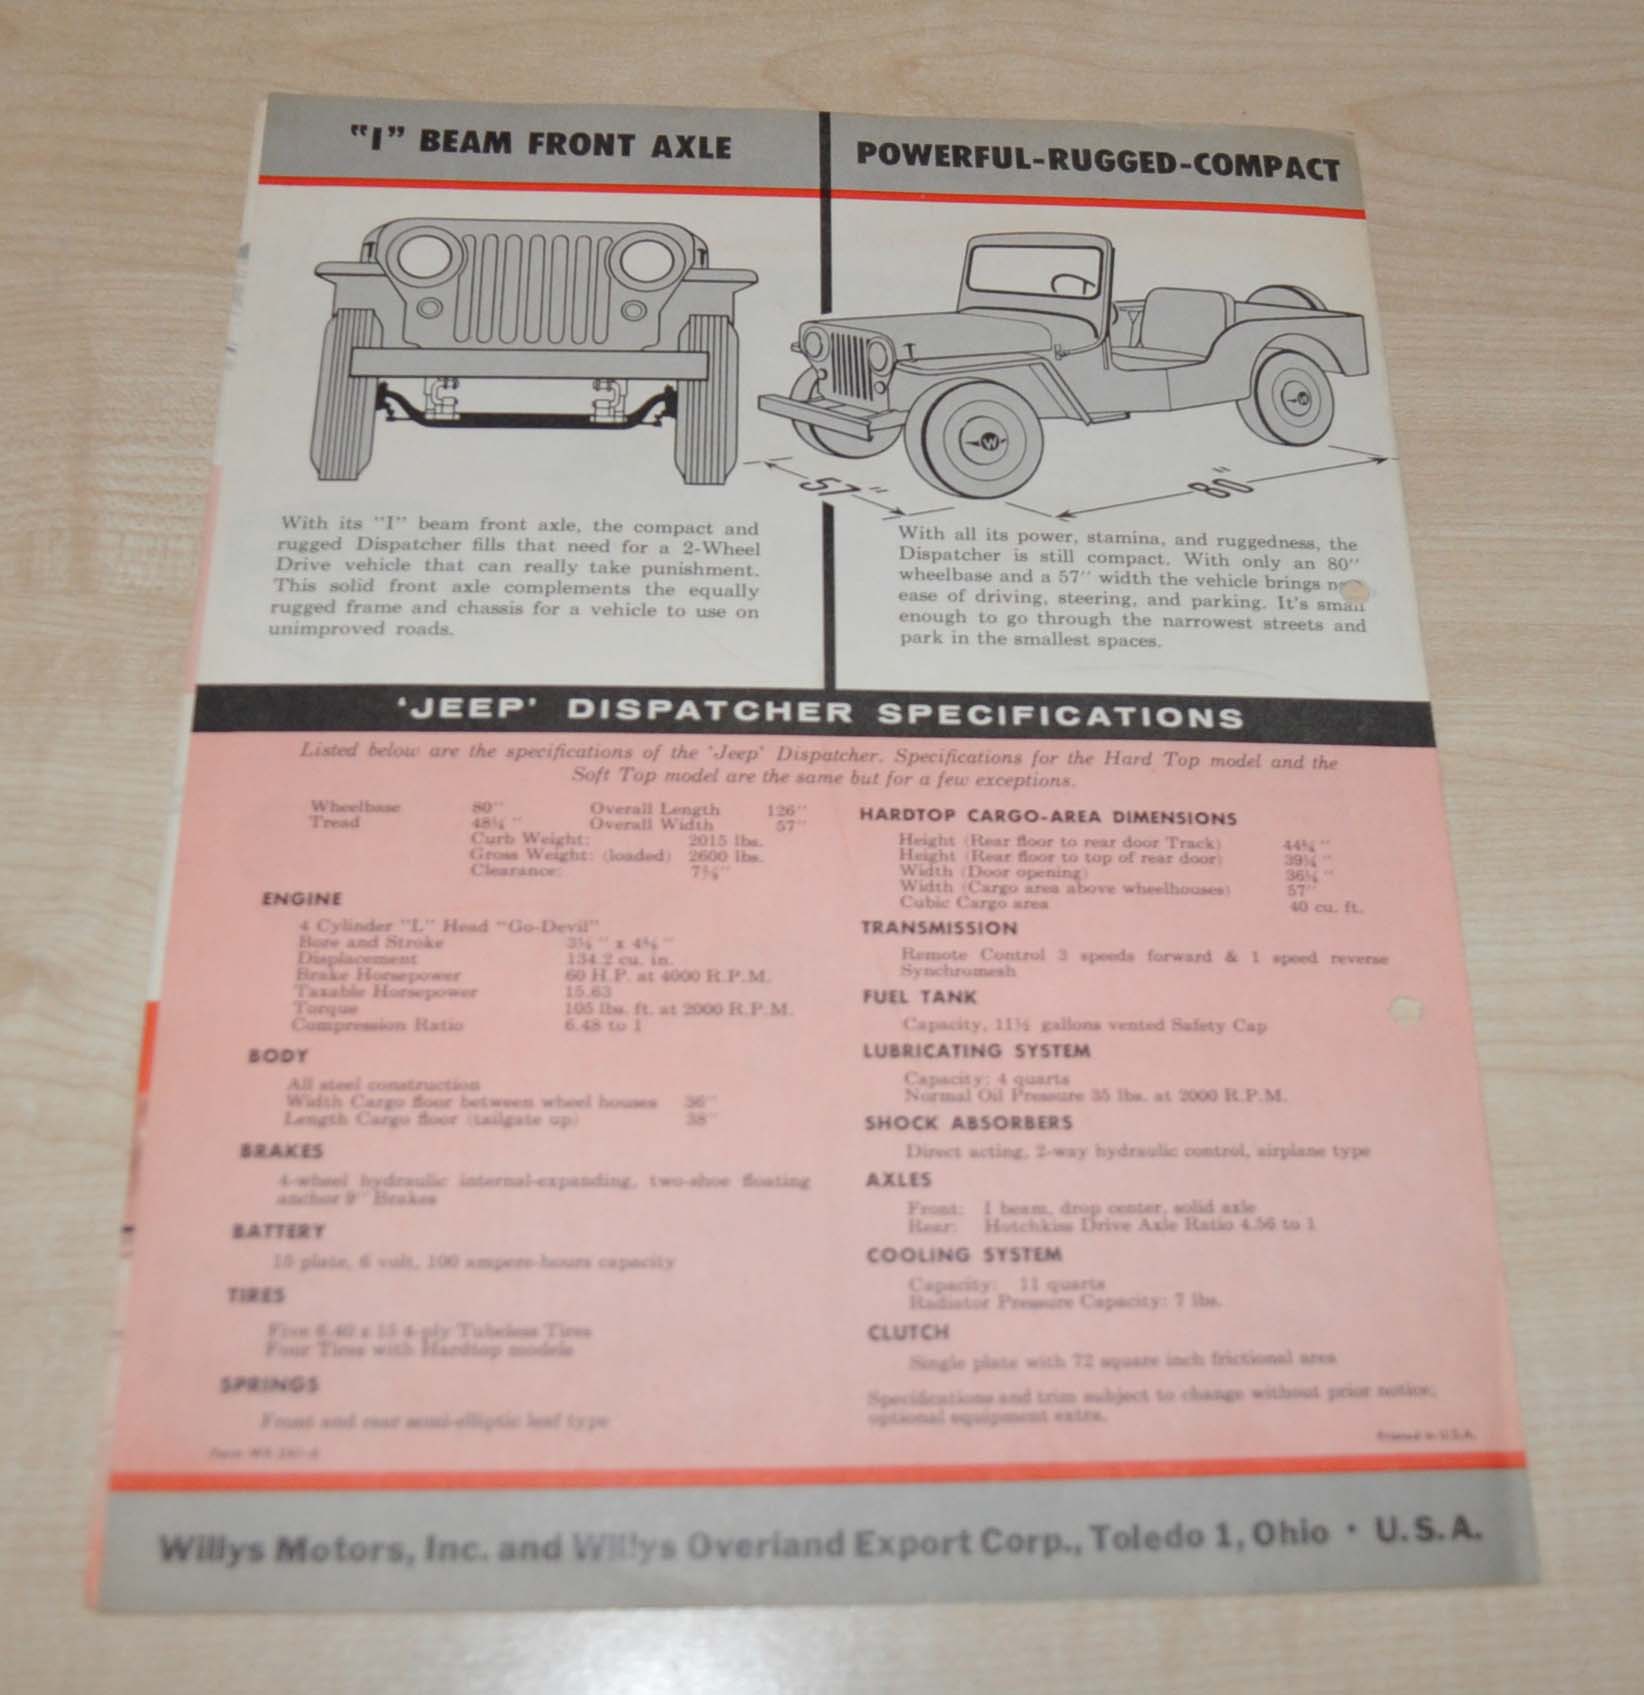 "I" BEAM FRONT AXLE
POWERFUL-RUGGED-COMPACT
57"
80"
W
W
With its "I" beam front axle, the compact and
rugged Dispatcher fills that need for a 2-Wheel
Drive vehicle that can really take punishment.
This solid front axle complements the equally
rugged frame and chassis for a vehicle to use on
unimproved roads.
With all its power, stamina, and ruggedness, the
Dispatcher is still compact. With only an 80"
wheelbase and a 57" width the vehicle brings
ease of driving, steering, and parking. It's small
enough to go through the narrowest streets and
park in the smallest spaces.
'JEEP' DISPATCHER SPECIFICATIONS
Listed below are the specifications of the 'Jeep' Dispatcher. Specifications for the Hard Top model and the
Soft Top model are the same but for a few exceptions.
Wheelbase 80" Overall Length 126"
Tread 48¼" Overall Width 57"
Curb Weight: 2015 lbs.
Gross Weight: (loaded) 2600 lbs.
Clearance:
ENGINE
4 Cylinder "L" Head "Go-Devil"
Bore and Stroke 3⅛" x 4⅜"
Displacement 134.2 cu. in.
Brake Horsepower 60 H.P. at 4000 R.P.M.
Taxable Horsepower 15.63
Torque 105 lbs. ft. at 2000 R.P.M.
Compression Ratio 6.48 to 1
BODY
All steel construction
Width Cargo floor between wheel houses 36"
Length Cargo floor (tailgate up) 38"
BRAKES
4-wheel hydraulic internal-expanding, two-shoe floating
anchor 9" Brakes
BATTERY
15 plate, 6 volt, 100 ampere-hours capacity
TIRES
Five 6.40 x 15 4-ply Tubeless Tires
Four Tires with Hardtop models
SPRINGS
Front and rear semi-elliptic leaf type
HARDTOP CARGO-AREA DIMENSIONS
Height (Rear floor to rear door Track)
Height (Rear floor to top of rear door)
Width (Door opening)
Width (Cargo area above wheelhouses) 57"
Cubic Cargo area 40 cu. ft.
TRANSMISSION
Remote Control 3 speeds forward & 1 speed reverse
Synchromesh
FUEL TANK
Capacity, gallons vented Safety Cap
LUBRICATING SYSTEM
Capacity: 4 quarts
Normal Oil Pressure 35 lbs. at 2000 R.P.M.
SHOCK ABSORBERS
Direct acting, 2-way hydraulic control, airplane type
AXLES
Front: I beam, drop center, solid axle
Rear: Hotchkiss Drive Axle Ratio 4.56 to 1
COOLING SYSTEM
Capacity: 11 quarts
Radiator Pressure Capacity: 7 lbs.
CLUTCH
Single plate with 72 square inch frictional area
Specifications and trim subject to change without prior notice,
optional equipment extra.
Printed in U.S.A.
Willys Motors, Inc. and Willys Overland Export Corp., Toledo 1, Ohio · U.S.A.